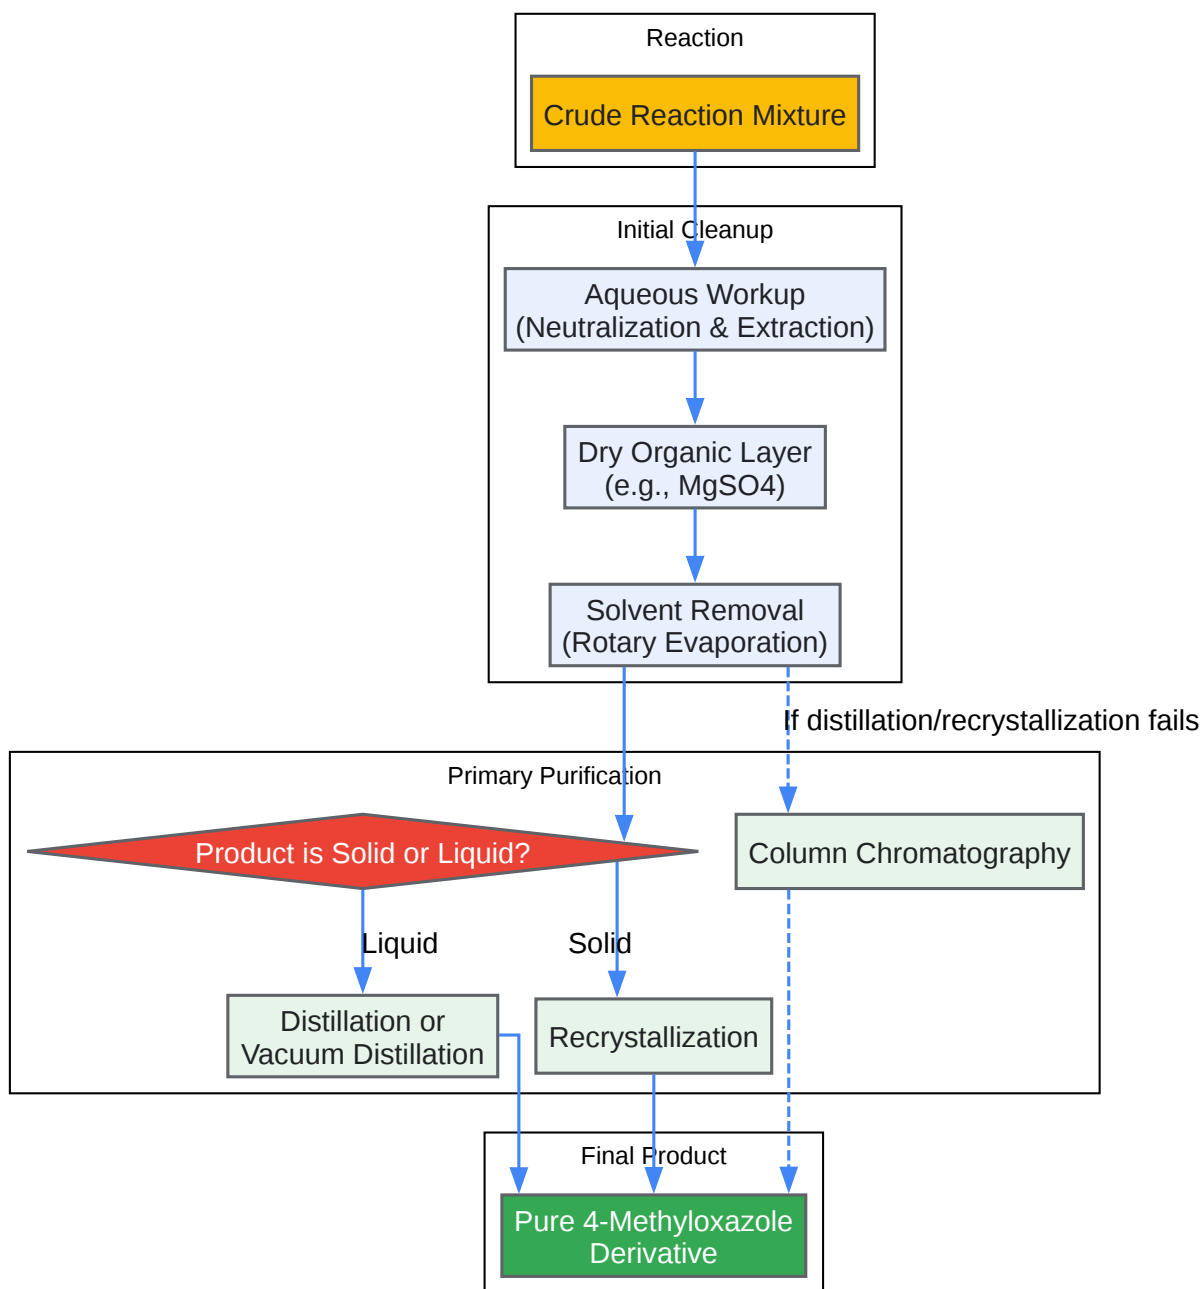 Reaction
Crude Reaction Mixture
Initial Cleanup
Aqueous Workup
(Neutralization & Extraction)
Dry Organic Layer
(e.g., MgSO4)
Solvent Removal
(Rotary Evaporation)
If distillation/recrystallization fails
Primary Purification
Product is Solid or Liquid?
Column Chromatography
Liquid
Solid
Distillation or
Vacuum Distillation
Recrystallization
Final Product
Pure 4-Methyloxazole
Derivative